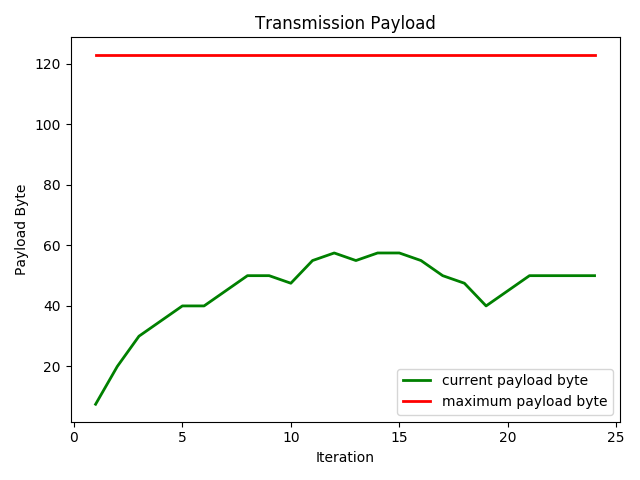 Transmission Payload
120
100
80
60
40
20
Payload Byte
0
5
10
15
20
25
Iteration
current payload byte
maximum payload byte